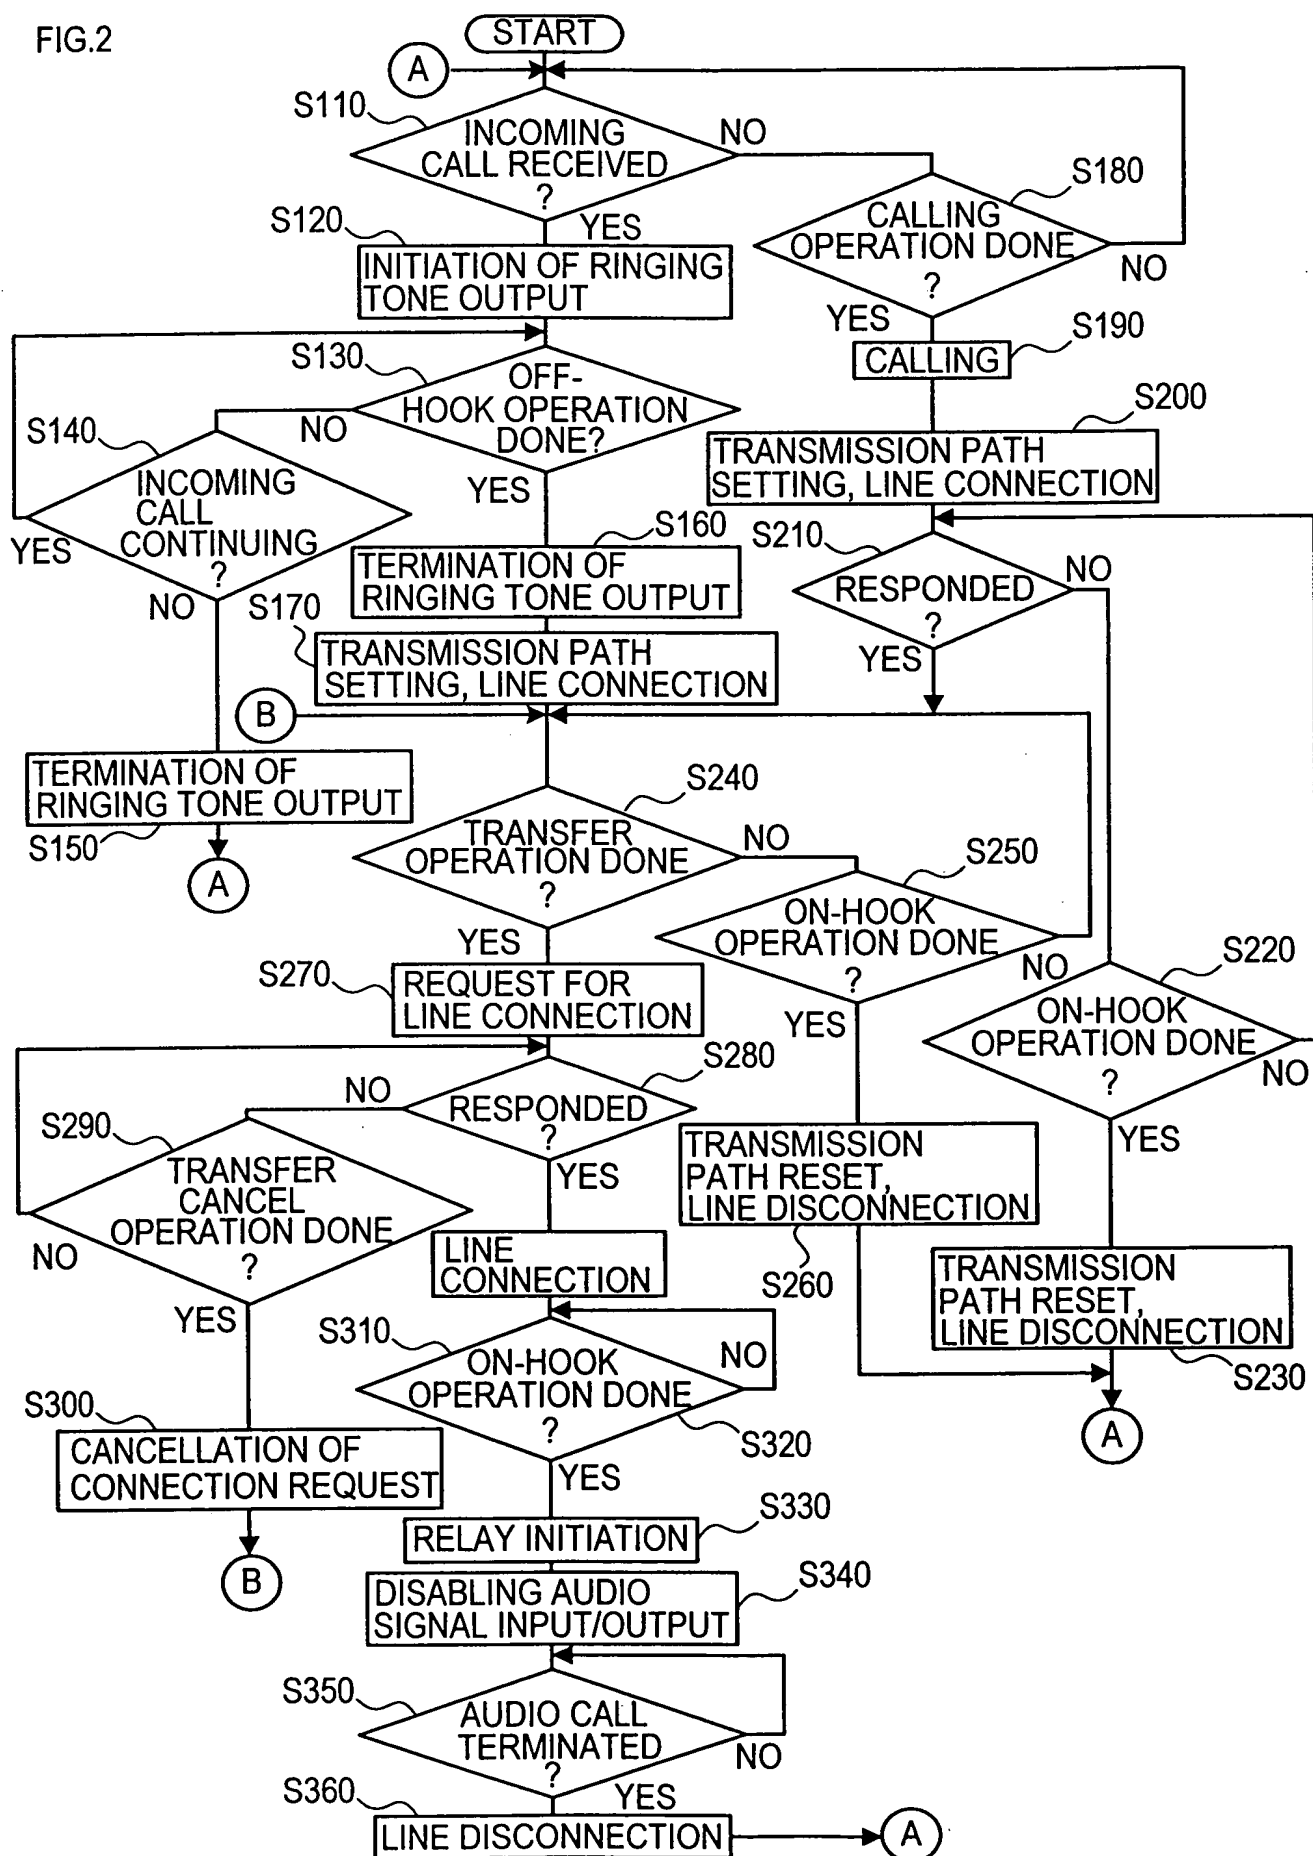 FIG.2
START
A
S110
INCOMING
CALL RECEIVED
?
NO
YES
S180
CALLING
OPERATION DONE
?
NO
YES
S120
INITIATION OF RINGING
TONE OUTPUT
S190
CALLING
S130
OFF-
HOOK OPERATION
DONE?
NO
YES
S140
INCOMING
CALL
CONTINUING
?
YES
NO
S200
TRANSMISSION PATH
SETTING, LINE CONNECTION
S160
TERMINATION OF
RINGING TONE OUTPUT
S210
RESPONDED
?
NO
YES
S170
TRANSMISSION PATH
SETTING, LINE CONNECTION
B
TERMINATION OF
RINGING TONE OUTPUT
S150
A
S240
TRANSFER
OPERATION DONE
?
NO
YES
S250
ON-HOOK
OPERATION DONE
?
NO
YES
S220
ON-HOOK
OPERATION DONE
?
NO
YES
S270
REQUEST FOR
LINE CONNECTION
S280
RESPONDED
?
NO
YES
S290
TRANSFER
CANCEL
OPERATION DONE
?
NO
YES
TRANSMISSION
PATH RESET,
LINE DISCONNECTION
S260
LINE
CONNECTION
TRANSMISSION
PATH RESET,
LINE DISCONNECTION
S230
A
S310
ON-HOOK
OPERATION DONE
?
NO
S320
YES
S300
CANCELLATION OF
CONNECTION REQUEST
B
S330
RELAY INITIATION
S340
DISABLING AUDIO
SIGNAL INPUT/OUTPUT
S350
AUDIO CALL
TERMINATED
?
NO
YES
S360
LINE DISCONNECTION
A